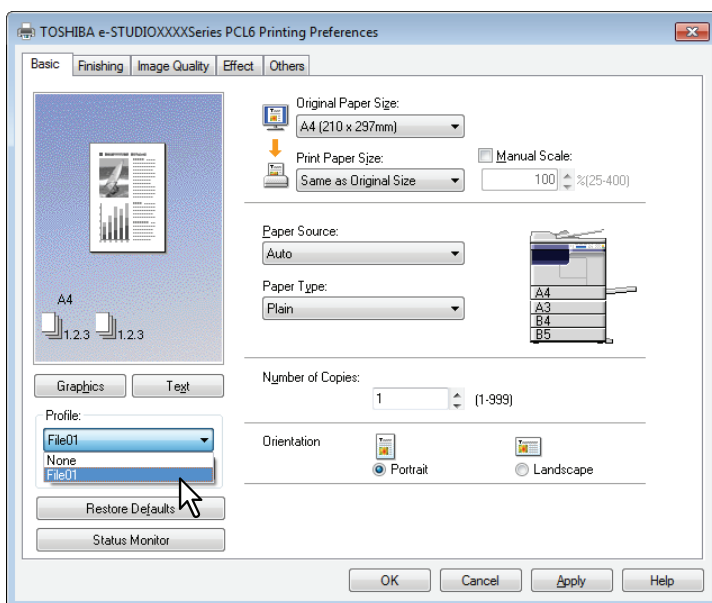 TOSHIBA e-STUDIOXXXXSeries PCL6 Printing Preferences
Basic Finishing Image Quality Effect Others
A4
1.2.3 1.2.3
Graphics Text
Profile:
File01
None
File01
Restore Defaults
Status Monitor
Original Paper Size:
A4 (210 x 297mm)
Print Paper Size:
Same as Original Size
Manual Scale:
100 %(25-400)
Paper Source:
Auto
Paper Type:
Plain
A4
A3
B4
B5
Number of Copies:
1 (1-999)
Orientation
Portrait Landscape
OK Cancel Apply Help